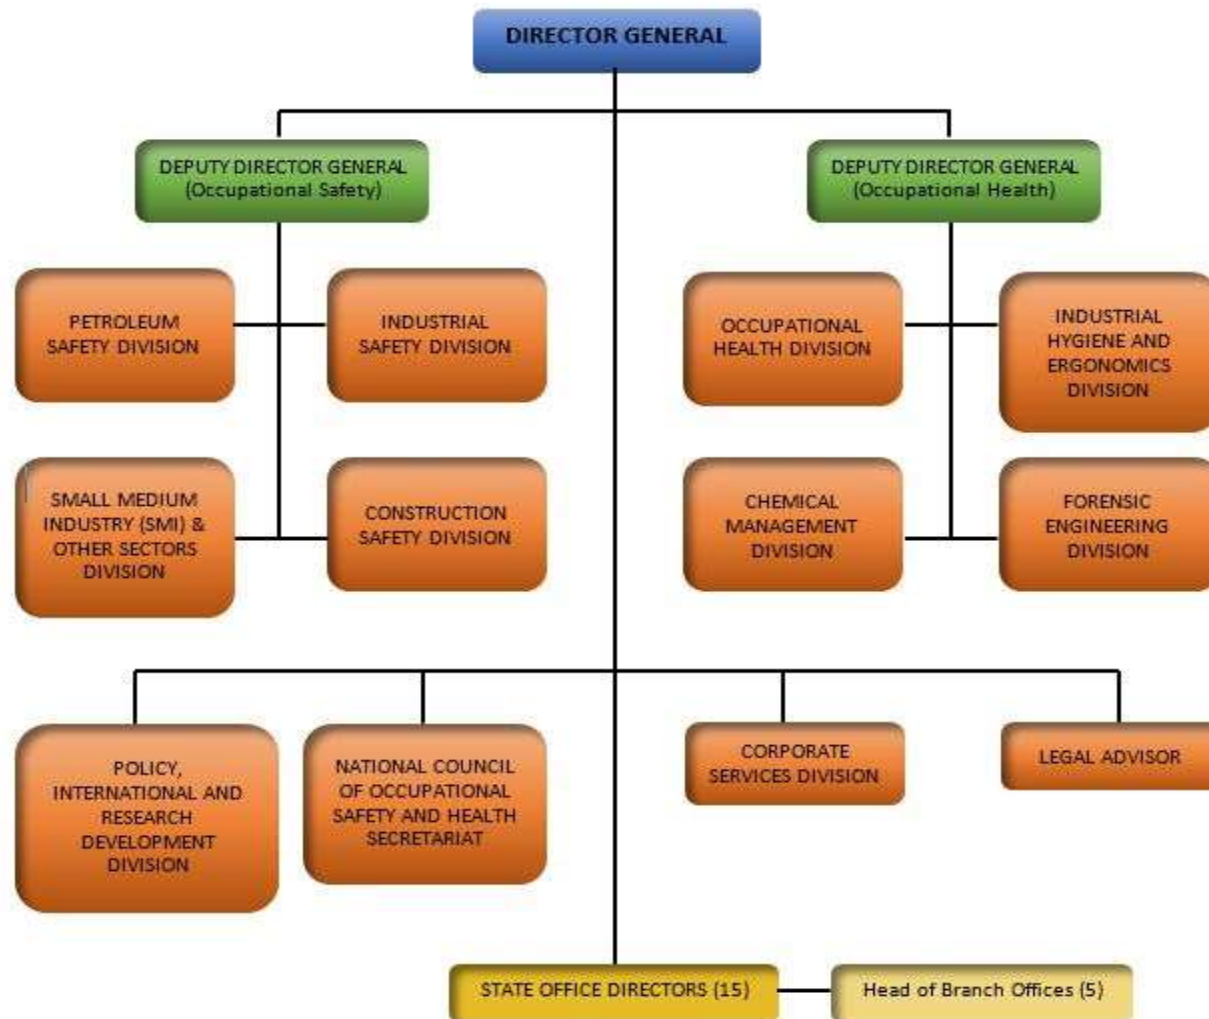 DIRECTOR GENERAL
DEPUTY DIRECTOR GENERAL
(Occupational Safety)
DEPUTY DIRECTOR GENERAL
(Occupational Health)
PETROLEUM
SAFETY DIVISION
INDUSTRIAL
SAFETY DIVISION
OCCUPATIONAL
HEALTH DIVISION
INDUSTRIAL
HYGIENE AND
ERGONOMICS
DIVISION
SMALL MEDIUM
INDUSTRY (SMI) &
OTHER SECTORS
DIVISION
CONSTRUCTION
SAFETY DIVISION
CHEMICAL
MANAGEMENT
DIVISION
FORENSIC
ENGINEERING
DIVISION
POLICY,
INTERNATIONAL AND
RESEARCH
DEVELOPMENT
DIVISION
NATIONAL COUNCIL
OF OCCUPATIONAL
SAFETY AND HEALTH
SECRETARIAT
CORPORATE
SERVICES DIVISION
LEGAL ADVISOR
STATE OFFICE DIRECTORS (15)
Head of Branch Offices (5)